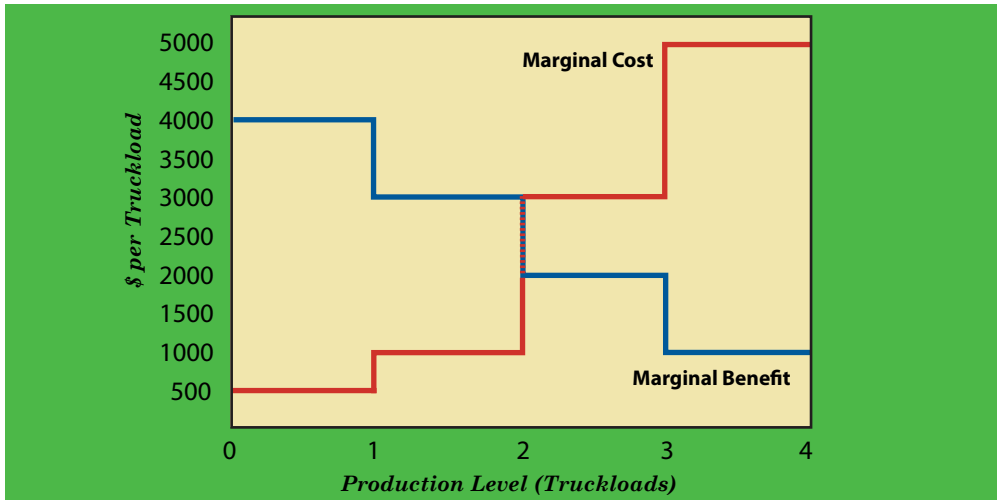 5000
4500
4000
3500
3000
2500
2000
1500
1000
500
$ per Truckload
Marginal Cost
Marginal Benefit
0 1 2 3 4
Production Level (Truckloads)